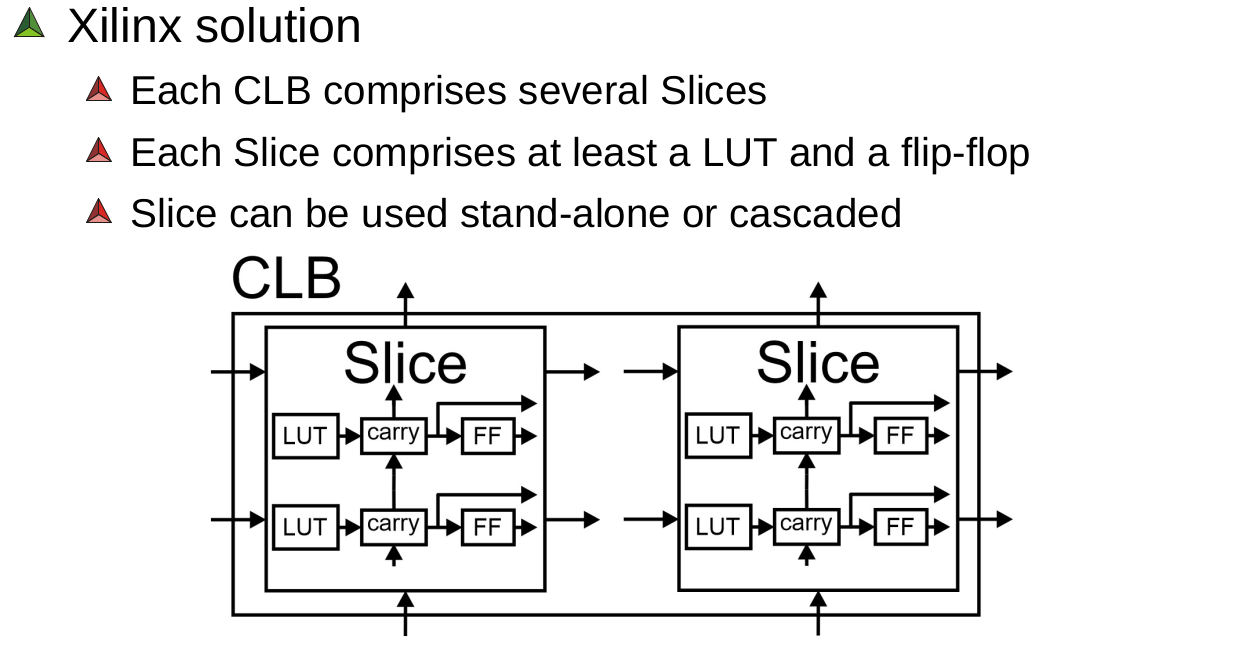 Xilinx solution
Each CLB comprises several Slices
Each Slice comprises at least a LUT and a flip-flop
Slice can be used stand-alone or cascaded
CLB
Slice Slice
LUT carry FF LUT carry FF
LUT carry FF LUT carry FF